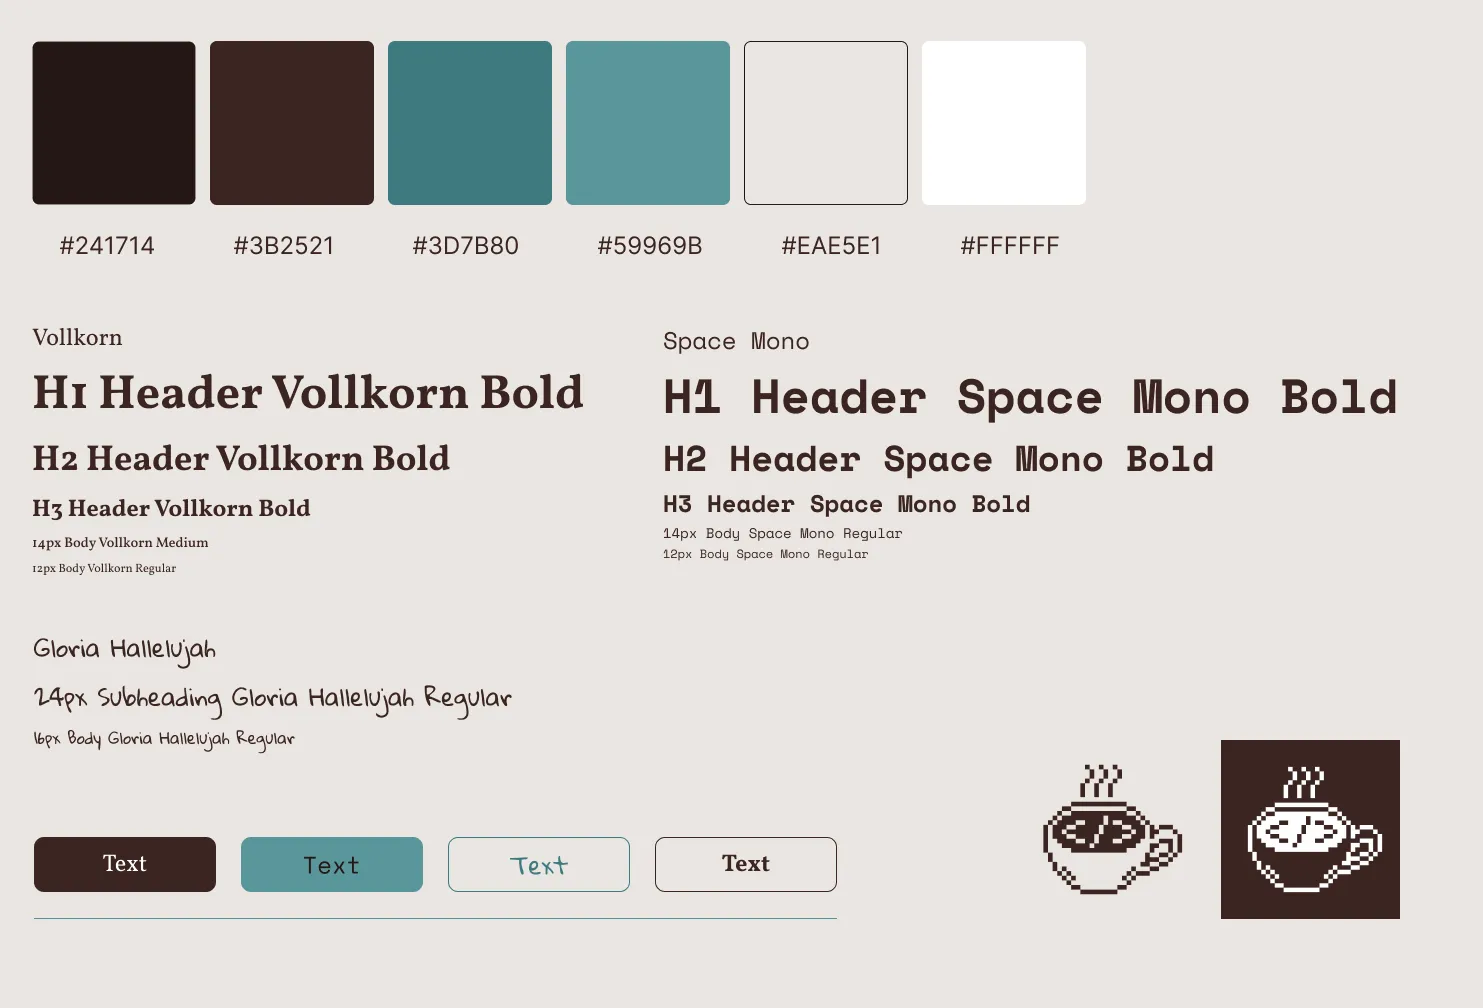 #241714
#3B2521
#3D7B80
#59969B
#EAE5E1
#FFFFFF
Vollkorn
H1 Header Vollkorn Bold
H2 Header Vollkorn Bold
H3 Header Vollkorn Bold
14px Body Vollkorn Medium
12px Body Vollkorn Regular
Space Mono
H1 Header Space Mono Bold
H2 Header Space Mono Bold
H3 Header Space Mono Bold
14px Body Space Mono Regular
12px Body Space Mono Regular
Gloria Hallelujah
24px Subheading Gloria Hallelujah Regular
16px Body Gloria Hallelujah Regular
Text
Text
Text
Text